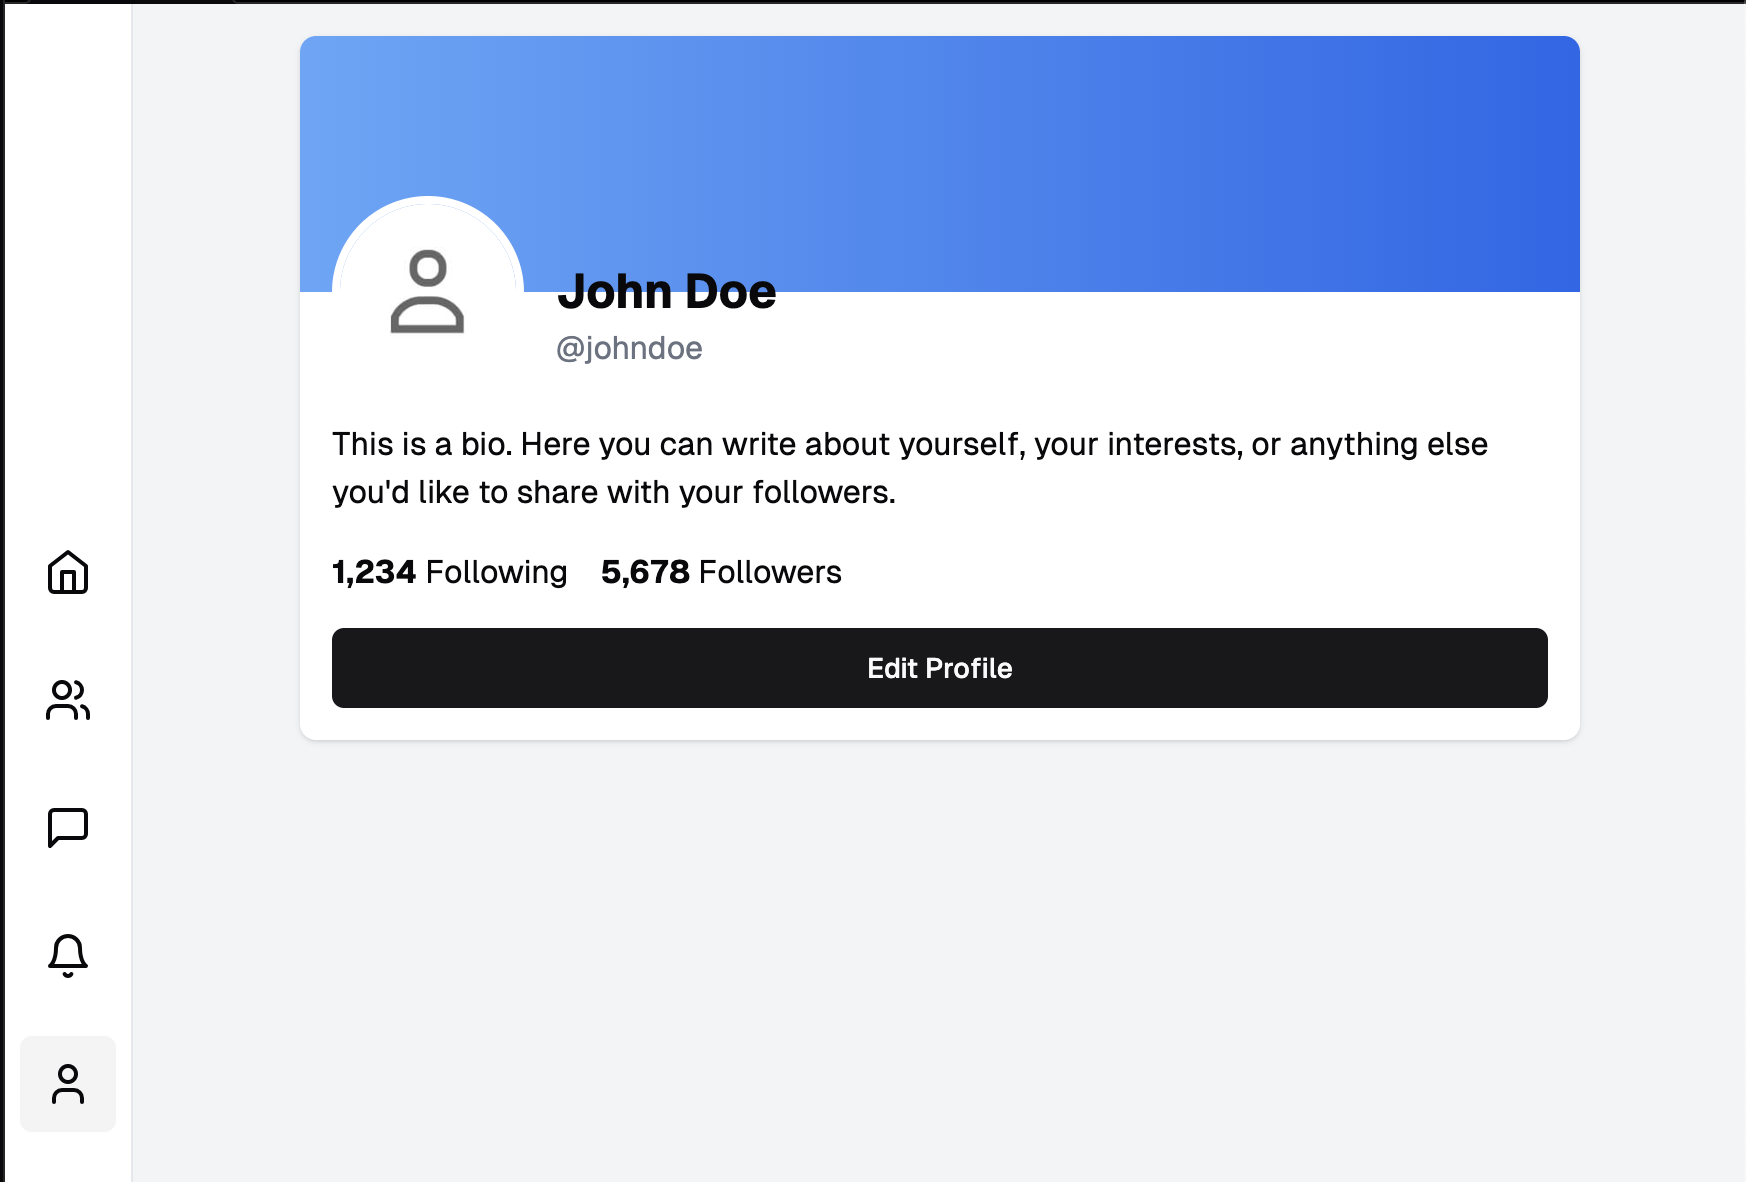 John Doe
@johndoe
This is a bio. Here you can write about yourself, your interests, or anything else
you'd like to share with your followers.
1,234 Following 5,678 Followers
Edit Profile